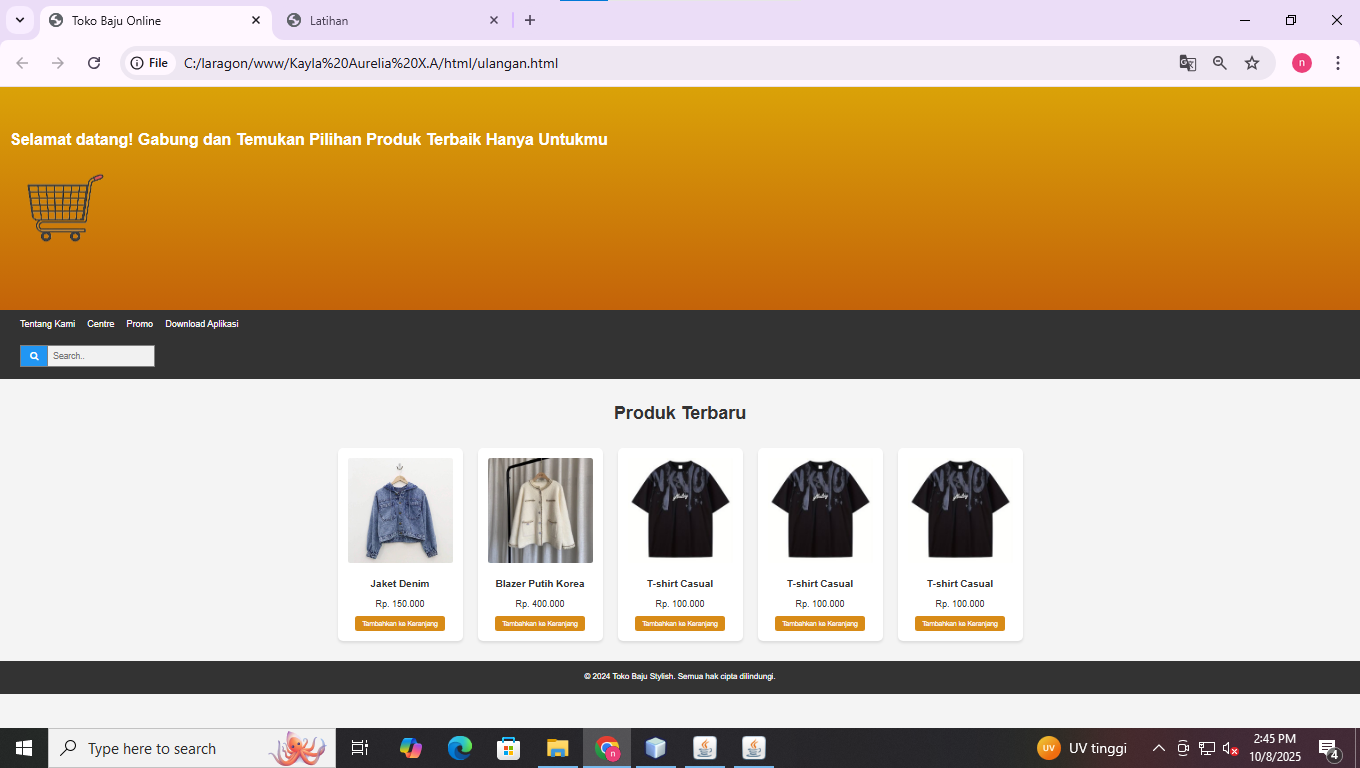 Toko Baju Online
Latihan
File
C:/laragon/www/Kayla%20Aurelia%20X.A/html/ulangan.html
n
Selamat datang! Gabung dan Temukan Pilihan Produk Terbaik Hanya Untukmu
Tentang Kami Centre Promo Download Aplikasi
Search..
Produk Terbaru
Jaket Denim
Rp. 150.000
Tambahkan ke Keranjang
Blazer Putih Korea
Rp. 400.000
Tambahkan ke Keranjang
T-shirt Casual
Rp. 100.000
Tambahkan ke Keranjang
T-shirt Casual
Rp. 100.000
Tambahkan ke Keranjang
T-shirt Casual
Rp. 100.000
Tambahkan ke Keranjang
© 2024 Toko Baju Stylish. Semua hak cipta dilindungi.
Type here to search
n
UV
UV tinggi
2:45 PM
10/8/2025
4